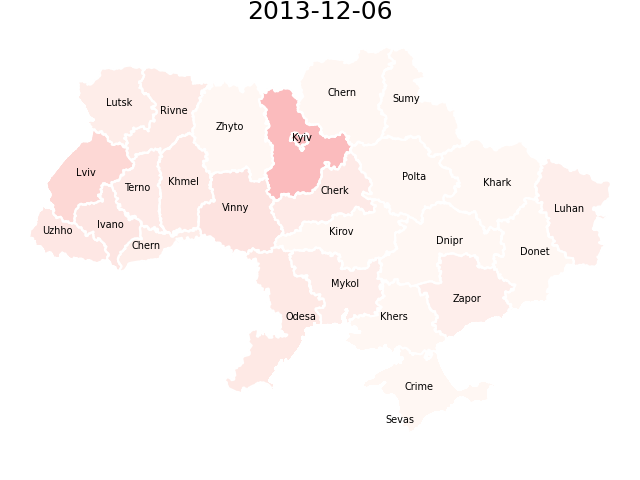 2013-12-06
Chern
Sumy
Lutsk
Rivne
Zhyto
Kyiv
Lviv
Terno
Khmel
Polta
Khark
Cherk
Vinny
Luhan
Ivano
Uzhho
Kirov
Chern
Dnipr
Donet
Mykol
Zapor
Odesa
Khers
Crime
Sevas